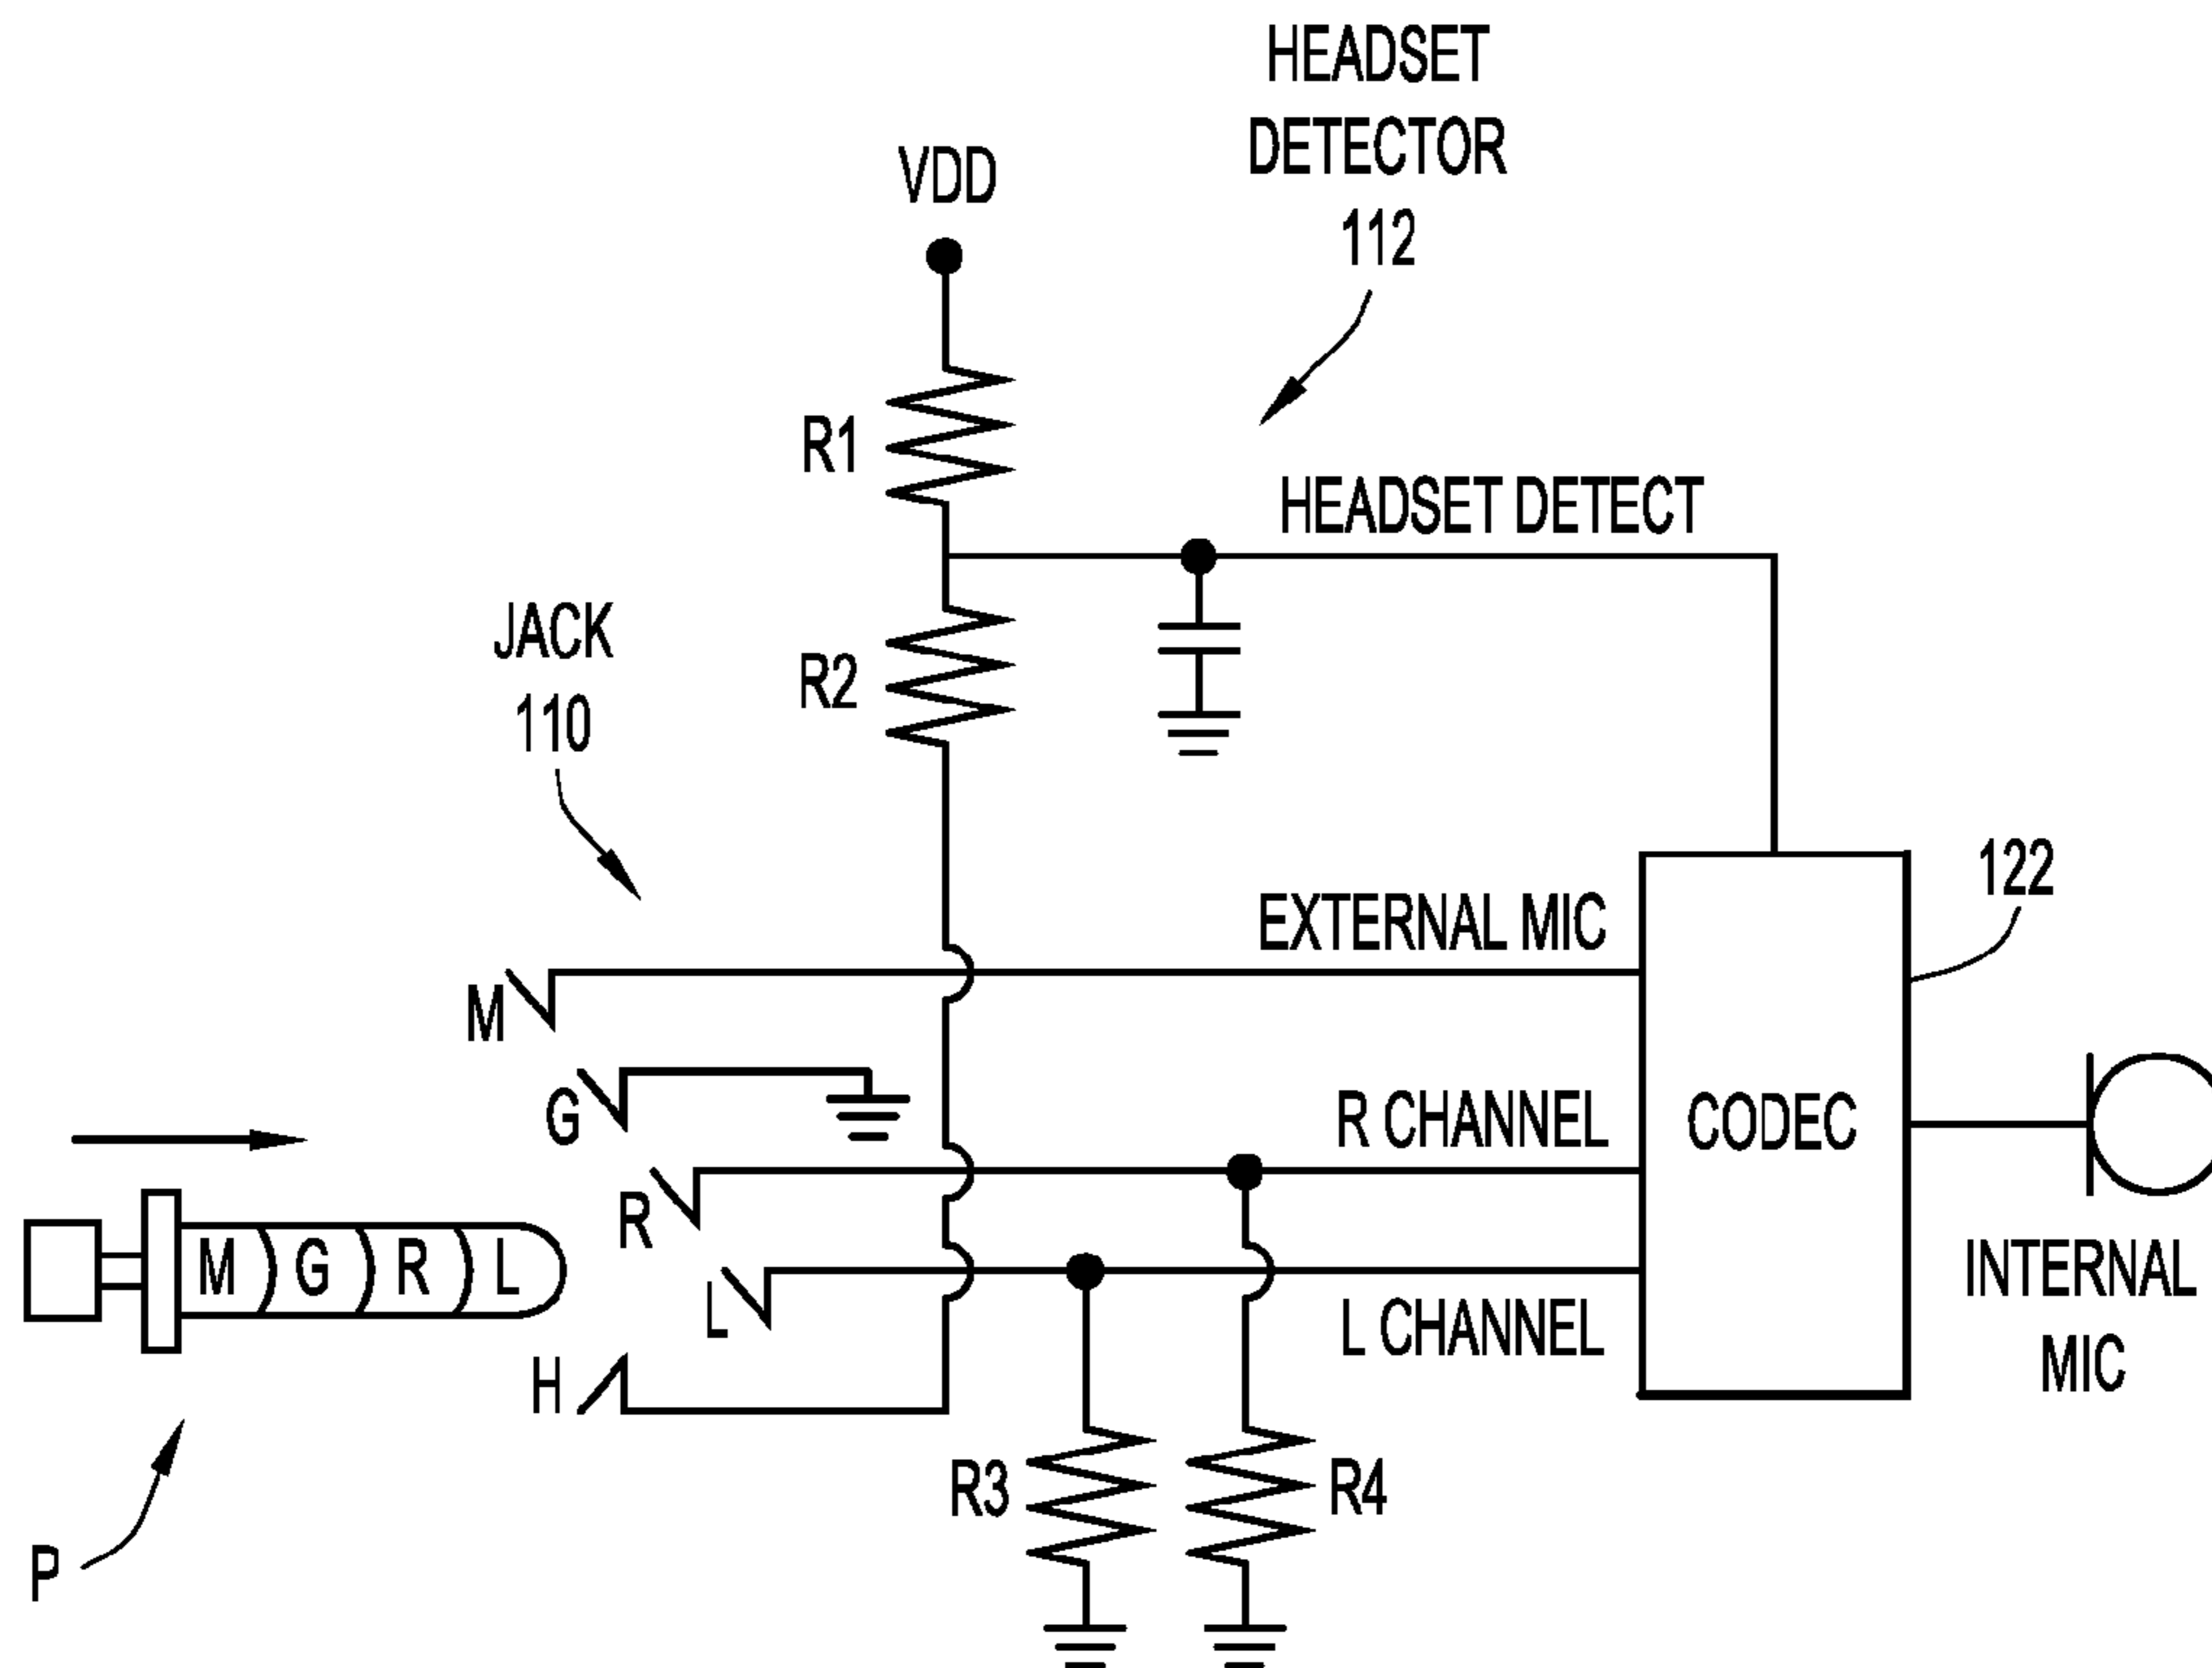 HEADSET
DETECTOR
112
VDD
R1
HEADSET DETECT
JACK
110
R2
122
EXTERNAL MIC
M
G
R CHANNEL
CODEC
R
M G R L
L
L CHANNEL
INTERNAL
MIC
H
R3
R4
P